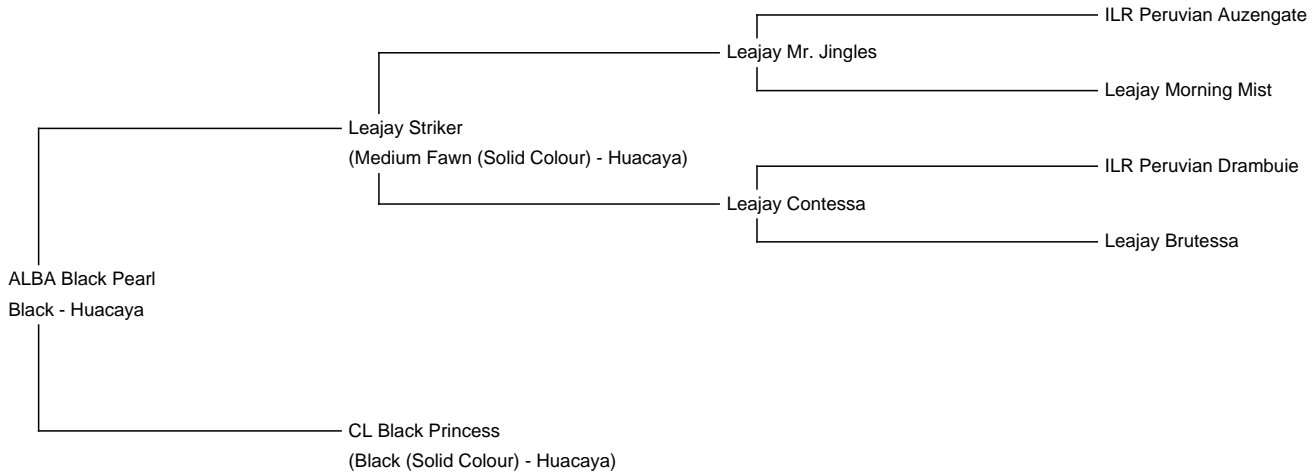 ILR Peruvian Auzengate
Leajay Mr. Jingles
Leajay Morning Mist
Leajay Striker
(Medium Fawn (Solid Colour) - Huacaya)
ILR Peruvian Drambuie
Leajay Contessa
Leajay Brutessa
ALBA Black Pearl
Black - Huacaya
CL Black Princess
(Black (Solid Colour) - Huacaya)